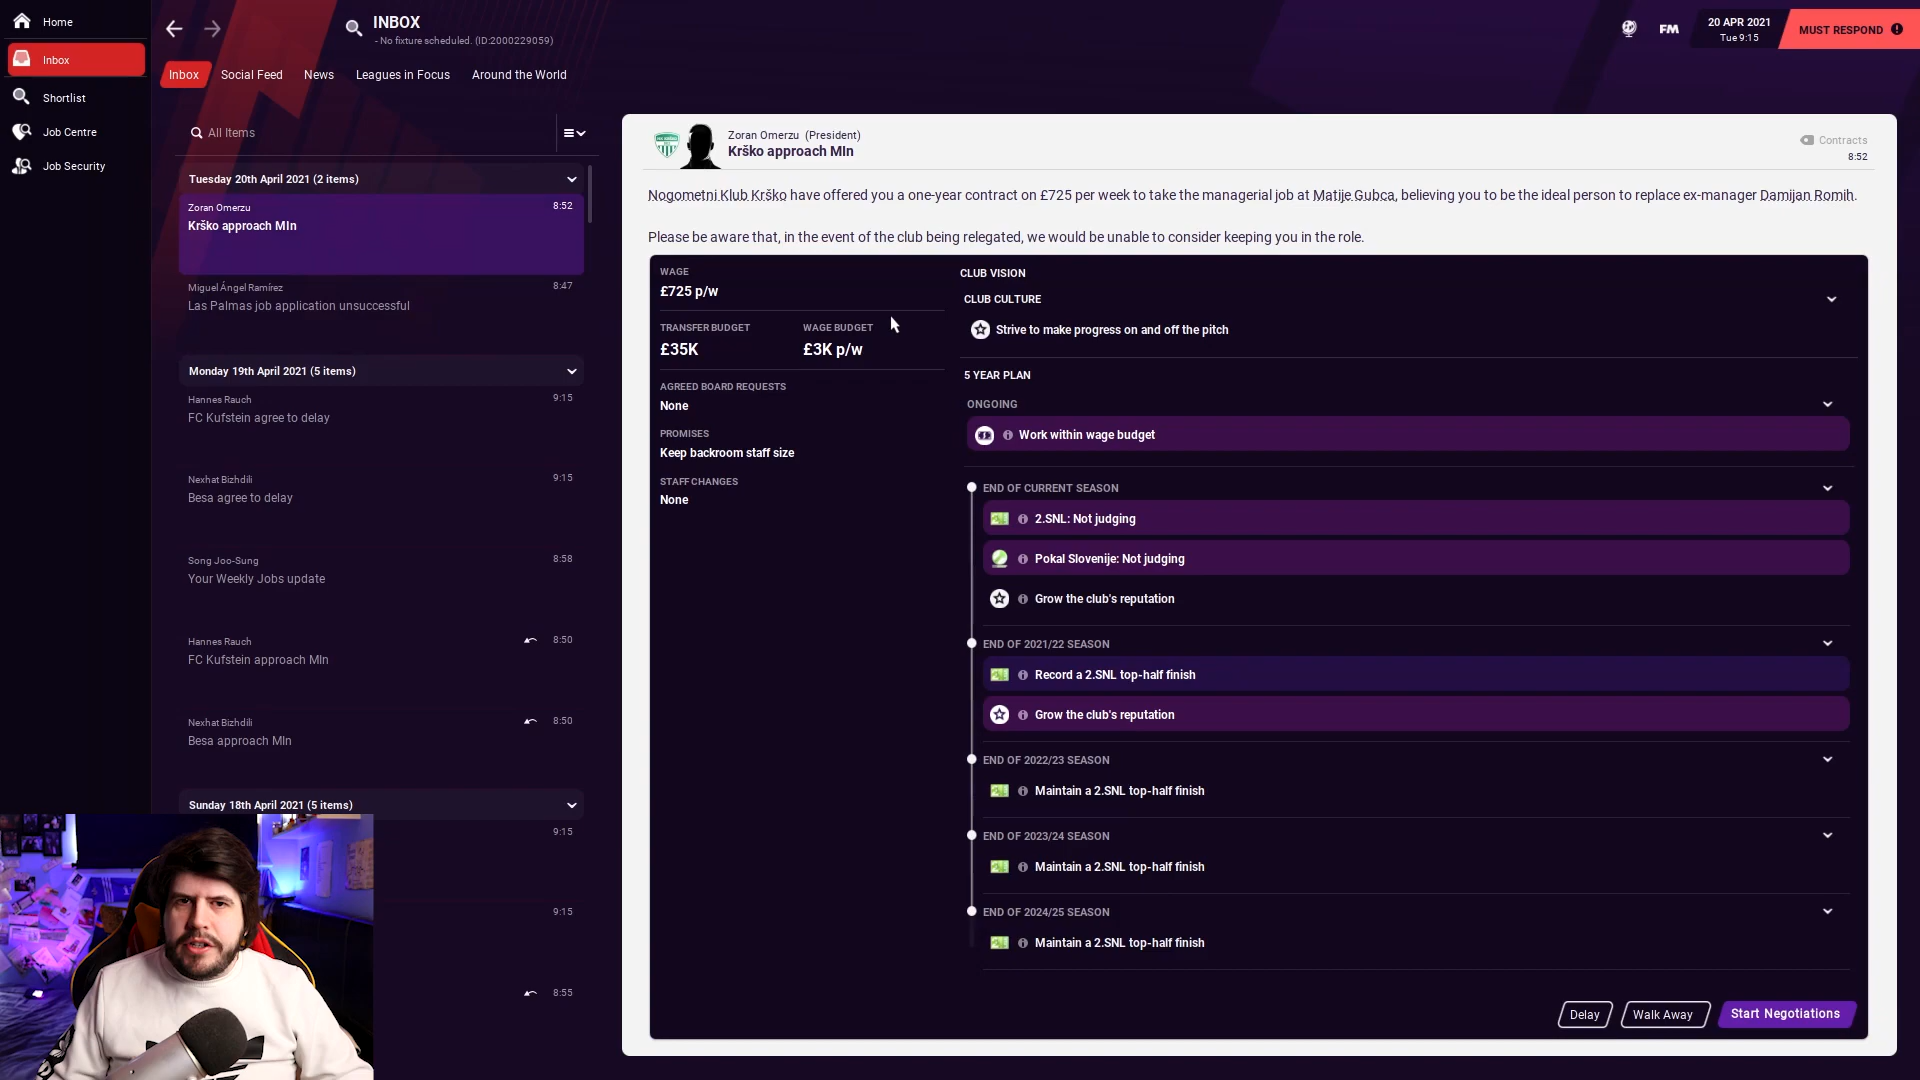 Home
Inbox
Shortlist
Job Centre
Job Security
INBOX
- No fixture scheduled. (ID:2000229059)
FM
20 APR 2021
Tue 9:15
MUST RESPOND
Inbox
Social Feed
News
Leagues in Focus
Around the World
All Items
Tuesday 20th April 2021 (2 items)
Zoran Omerzu
8:52
Krško approach MIn
Miguel Ángel Ramírez
8:47
Las Palmas job application unsuccessful
Monday 19th April 2021 (5 items)
Hannes Rauch
9:15
FC Kufstein agree to delay
Nexhat Bizhdili
9:15
Besa agree to delay
Song Joo-Sung
8:58
Your Weekly Jobs update
Hannes Rauch
8:50
FC Kufstein approach MIn
Nexhat Bizhdili
8:50
Besa approach MIn
Sunday 18th April 2021 (5 items)
9:15
9:15
8:55
Zoran Omerzu (President)
Krško approach MIn
Contracts
8:52
Nogometni Klub Krško have offered you a one-year contract on £725 per week to take the managerial job at Matije Gubca, believing you to be the ideal person to replace ex-manager Damijan Romih.
Please be aware that, in the event of the club being relegated, we would be unable to consider keeping you in the role.
WAGE
£725 p/w
TRANSFER BUDGET
WAGE BUDGET
£35K
£3K p/w
AGREED BOARD REQUESTS
None
PROMISES
Keep backroom staff size
STAFF CHANGES
None
CLUB VISION
CLUB CULTURE
Strive to make progress on and off the pitch
5 YEAR PLAN
ONGOING
Work within wage budget
END OF CURRENT SEASON
2.SNL: Not judging
Pokal Slovenije: Not judging
Grow the club's reputation
END OF 2021/22 SEASON
Record a 2.SNL top-half finish
Grow the club's reputation
END OF 2022/23 SEASON
Maintain a 2.SNL top-half finish
END OF 2023/24 SEASON
Maintain a 2.SNL top-half finish
END OF 2024/25 SEASON
Maintain a 2.SNL top-half finish
Delay
Walk Away
Start Negotiations